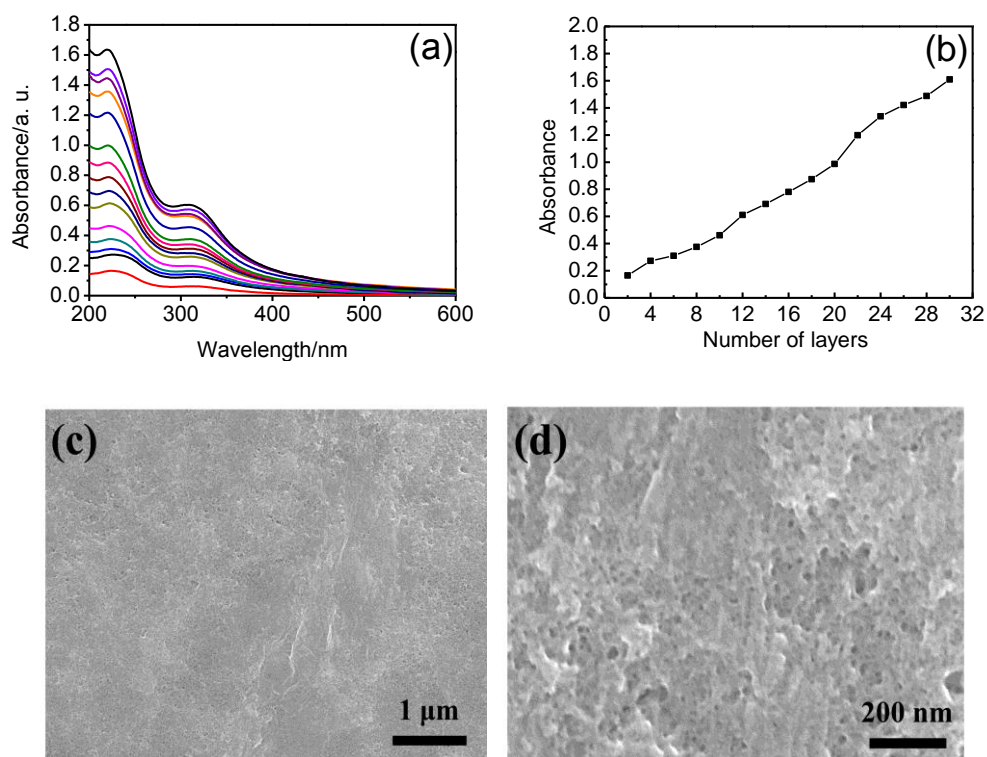 (a)
1.8
1.6
1.4
1.2
1.0
0.8
0.6
0.4
0.2
0.0
200 300 400 500 600
Absorbance/a. u.
Wavelength/nm
(b)
2.0
1.8
1.6
1.4
1.2
1.0
0.8
0.6
0.4
0.2
0.0
0 4 8 12 16 20 24 28 32
Absorbance
Number of layers
(c)
1 μm
(d)
200 nm